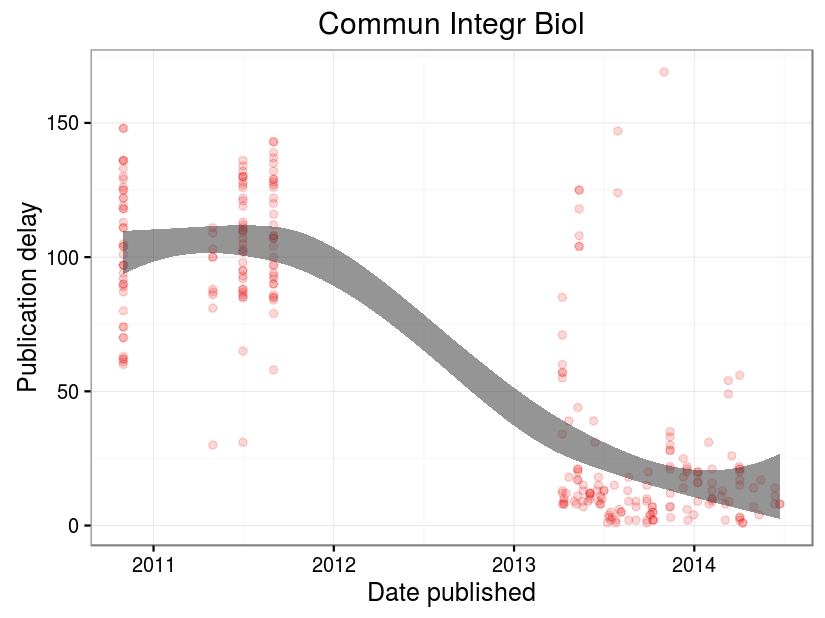 Commun Integr Biol
Publication delay
150
100
50
0
2011 2012 2013 2014
Date published